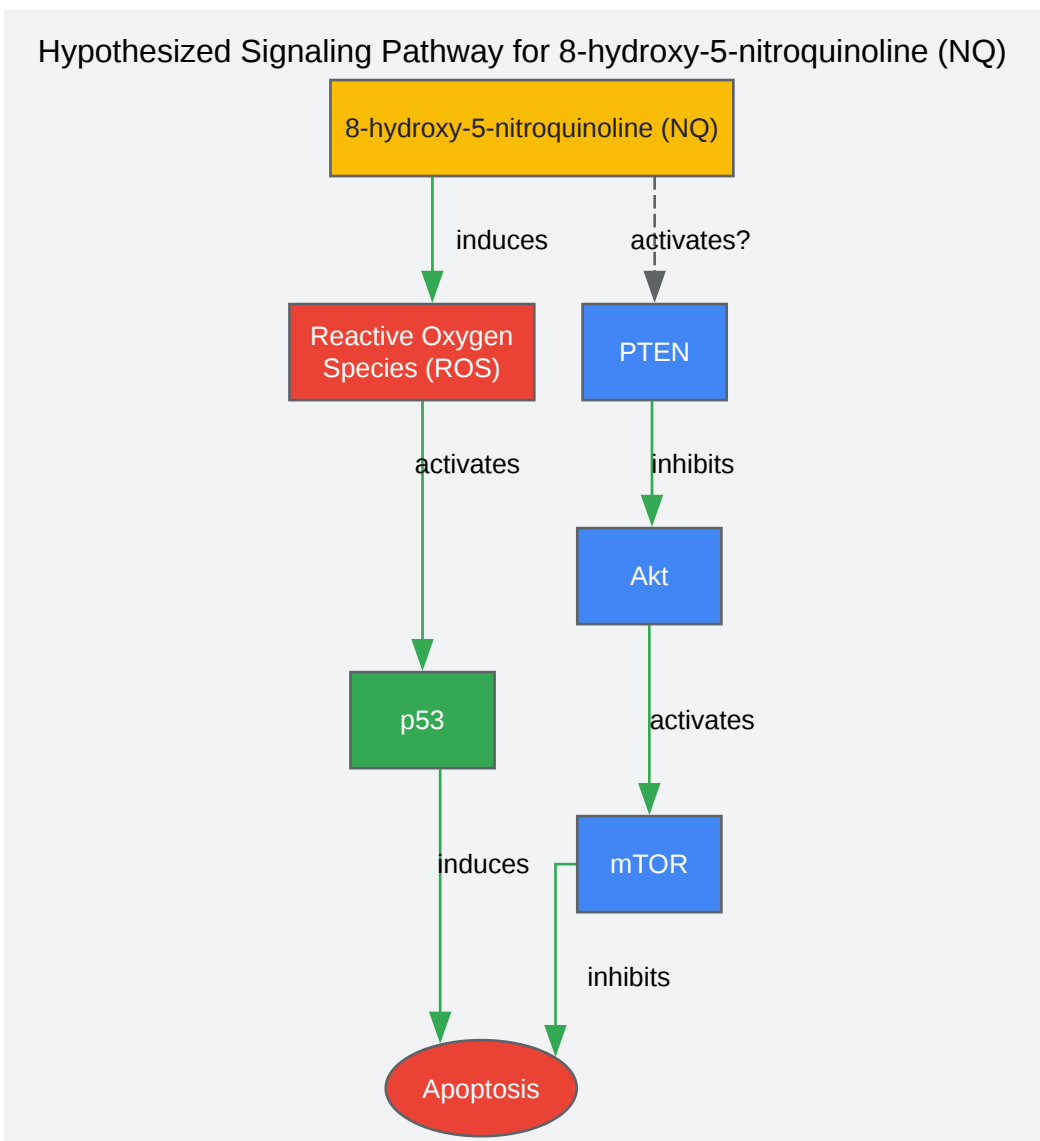 Hypothesized Signaling Pathway for 8-hydroxy-5-nitroquinoline (NQ)
8-hydroxy-5-nitroquinoline (NQ)
induces
activates?
Reactive Oxygen
Species (ROS)
PTEN
activates
inhibits
Akt
p53
activates
induces
mTOR
inhibits
Apoptosis